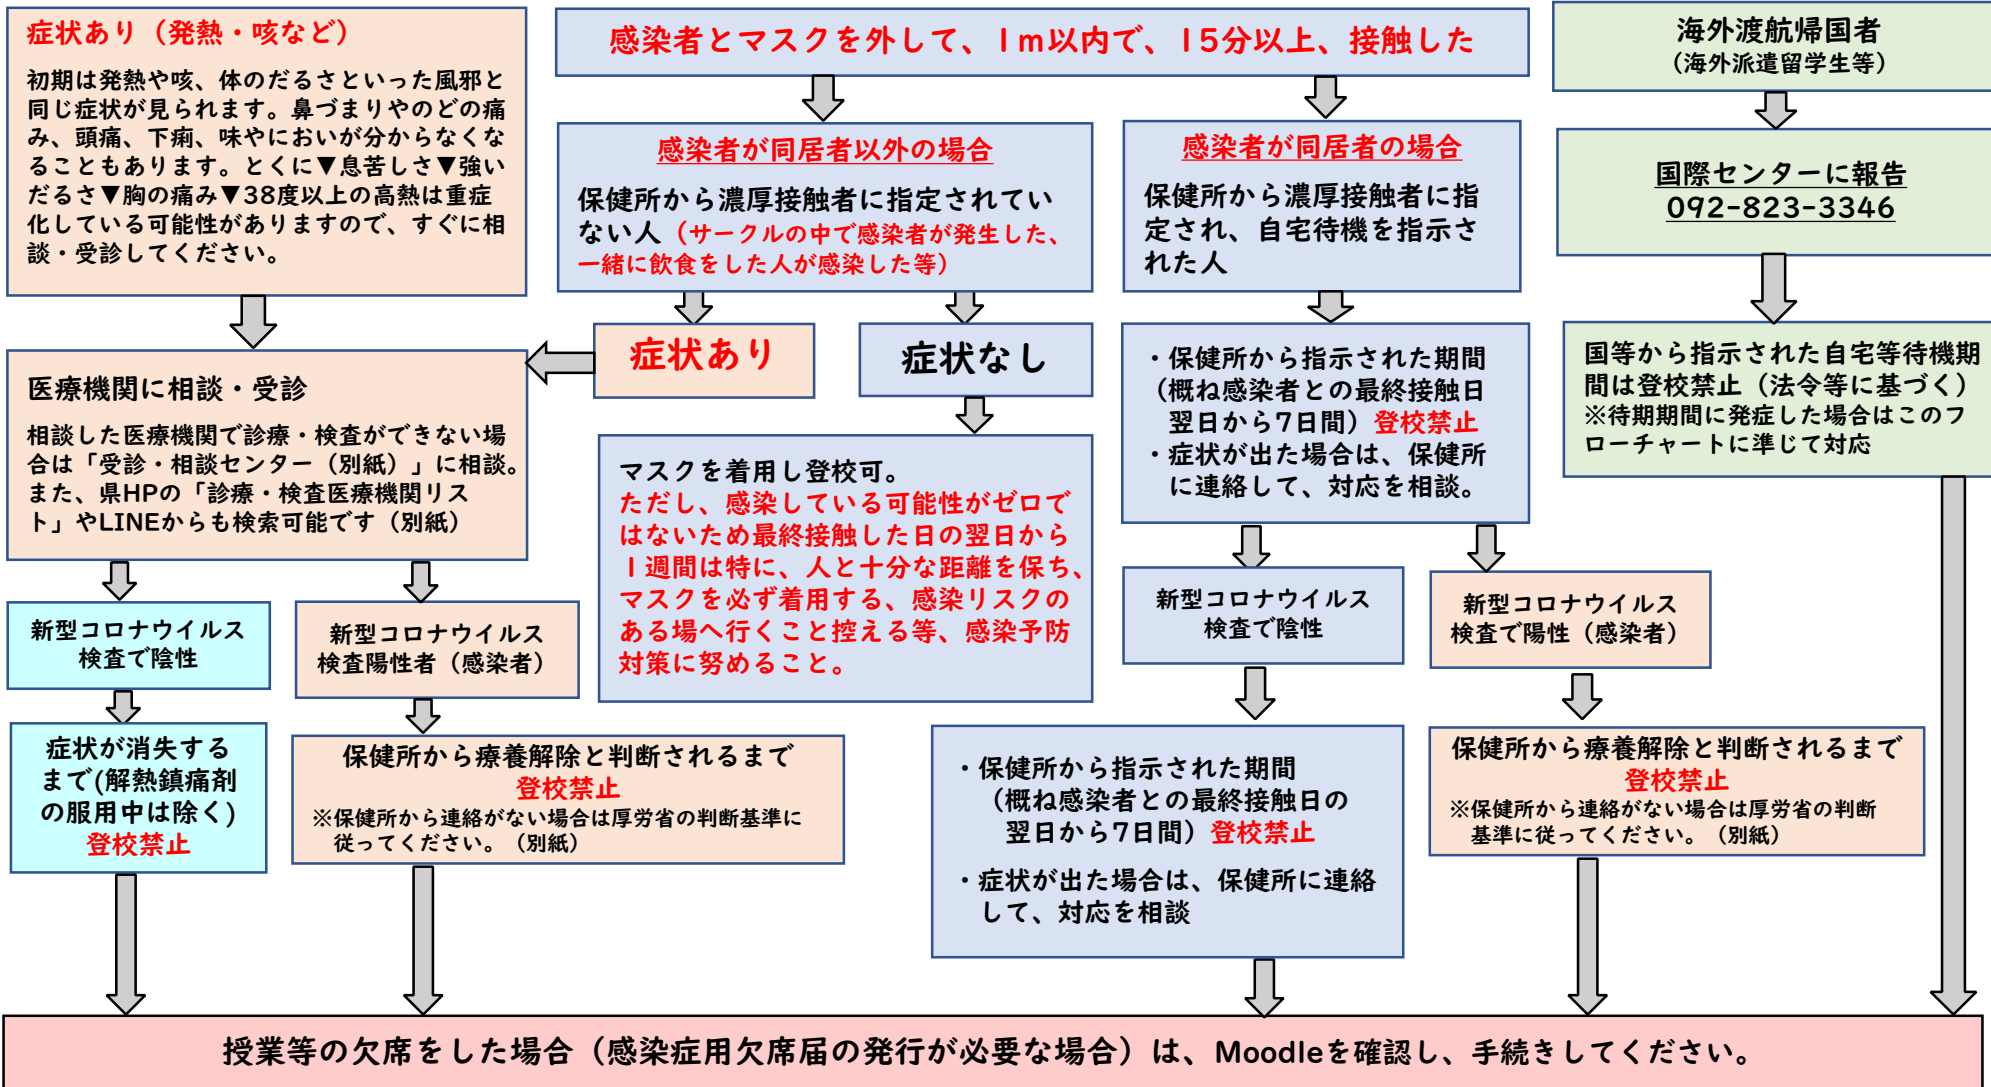 症状あり（発熱・咳など）
初期は発熱や咳、体のだるさといった風邪と
同じ症状が見られます。鼻づまりやのどの痛
み、頭痛、下痢、味やにおいが分からなくな
ることもあります。とくに▼息苦しさ▼強い
だるさ▼胸の痛み▼38度以上の高熱は重症
化している可能性がありますので、すぐに相
談・受診してください。
感染者とマスクを外して、1m以内で、15分以上、接触した
海外渡航帰国者
（海外派遣留学生等）
感染者が同居者以外の場合
保健所から濃厚接触者に指定されてい
ない人（サークルの中で感染者が発生した、
一緒に飲食をした人が感染した等）
感染者が同居者の場合
保健所から濃厚接触者に指
定され、自宅待機を指示さ
れた人
国際センターに報告
092-823-3346
症状あり
症状なし
・保健所から指示された期間
（概ね感染者との最終接触日
翌日から7日間）登校禁止
・症状が出た場合は、保健所
に連絡して、対応を相談。
国等から指示された自宅等待機期
間は登校禁止（法令等に基づく）
※待期期間に発症した場合はこのフ
ローチャートに準じて対応
医療機関に相談・受診
相談した医療機関で診療・検査ができない場
合は「受診・相談センター（別紙）」に相談。
また、県HPの「診療・検査医療機関リス
ト」やLINEからも検索可能です（別紙）
マスクを着用し登校可。
ただし、感染している可能性がゼロで
はないため最終接触した日の翌日から
1週間は特に、人と十分な距離を保ち、
マスクを必ず着用する、感染リスクの
ある場へ行くこと控える等、感染予防
対策に努めること。
新型コロナウイルス
検査で陰性
新型コロナウイルス
検査陽性者（感染者）
新型コロナウイルス
検査で陰性
新型コロナウイルス
検査で陽性（感染者）
症状が消失する
まで(解熱鎮痛剤
の服用中は除く)
登校禁止
保健所から療養解除と判断されるまで
登校禁止
※保健所から連絡がない場合は厚労省の判断基準に
従ってください。（別紙）
・保健所から指示された期間
（概ね感染者との最終接触日の
翌日から7日間）登校禁止
・症状が出た場合は、保健所に連絡
して、対応を相談
保健所から療養解除と判断されるまで
登校禁止
※保健所から連絡がない場合は厚労省の判断
基準に従ってください。（別紙）
授業等の欠席をした場合（感染症用欠席届の発行が必要な場合）は、Moodleを確認し、手続きしてください。